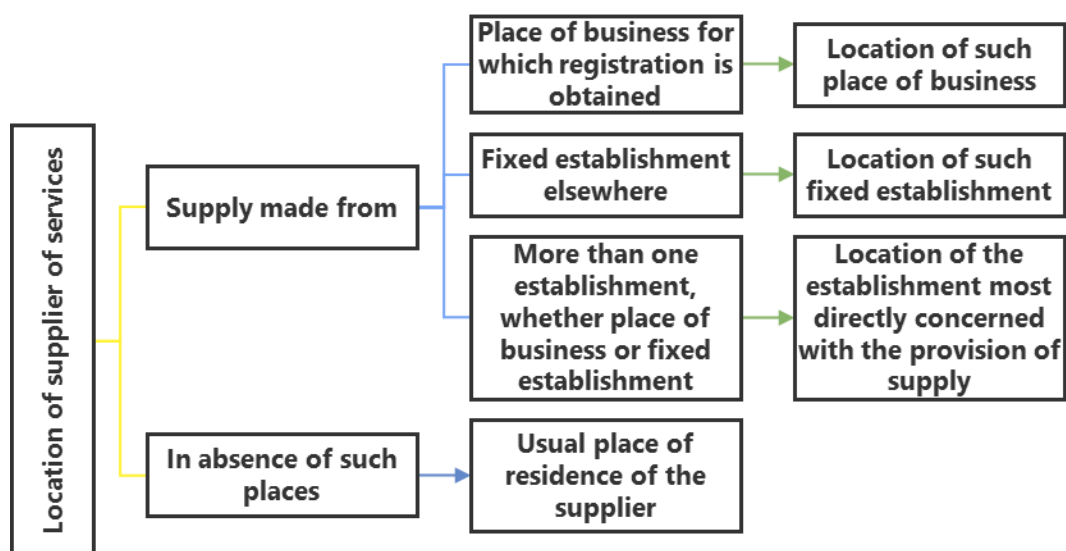 Location of supplier of services
Supply made from
Place of business for
which registration is
obtained
Location of such
place of business
Fixed establishment
elsewhere
Location of such
fixed establishment
More than one
establishment,
whether place of
business or fixed
establishment
Location of the
establishment most
directly concerned
with the provision of
supply
In absence of such
places
Usual place of
residence of the
supplier